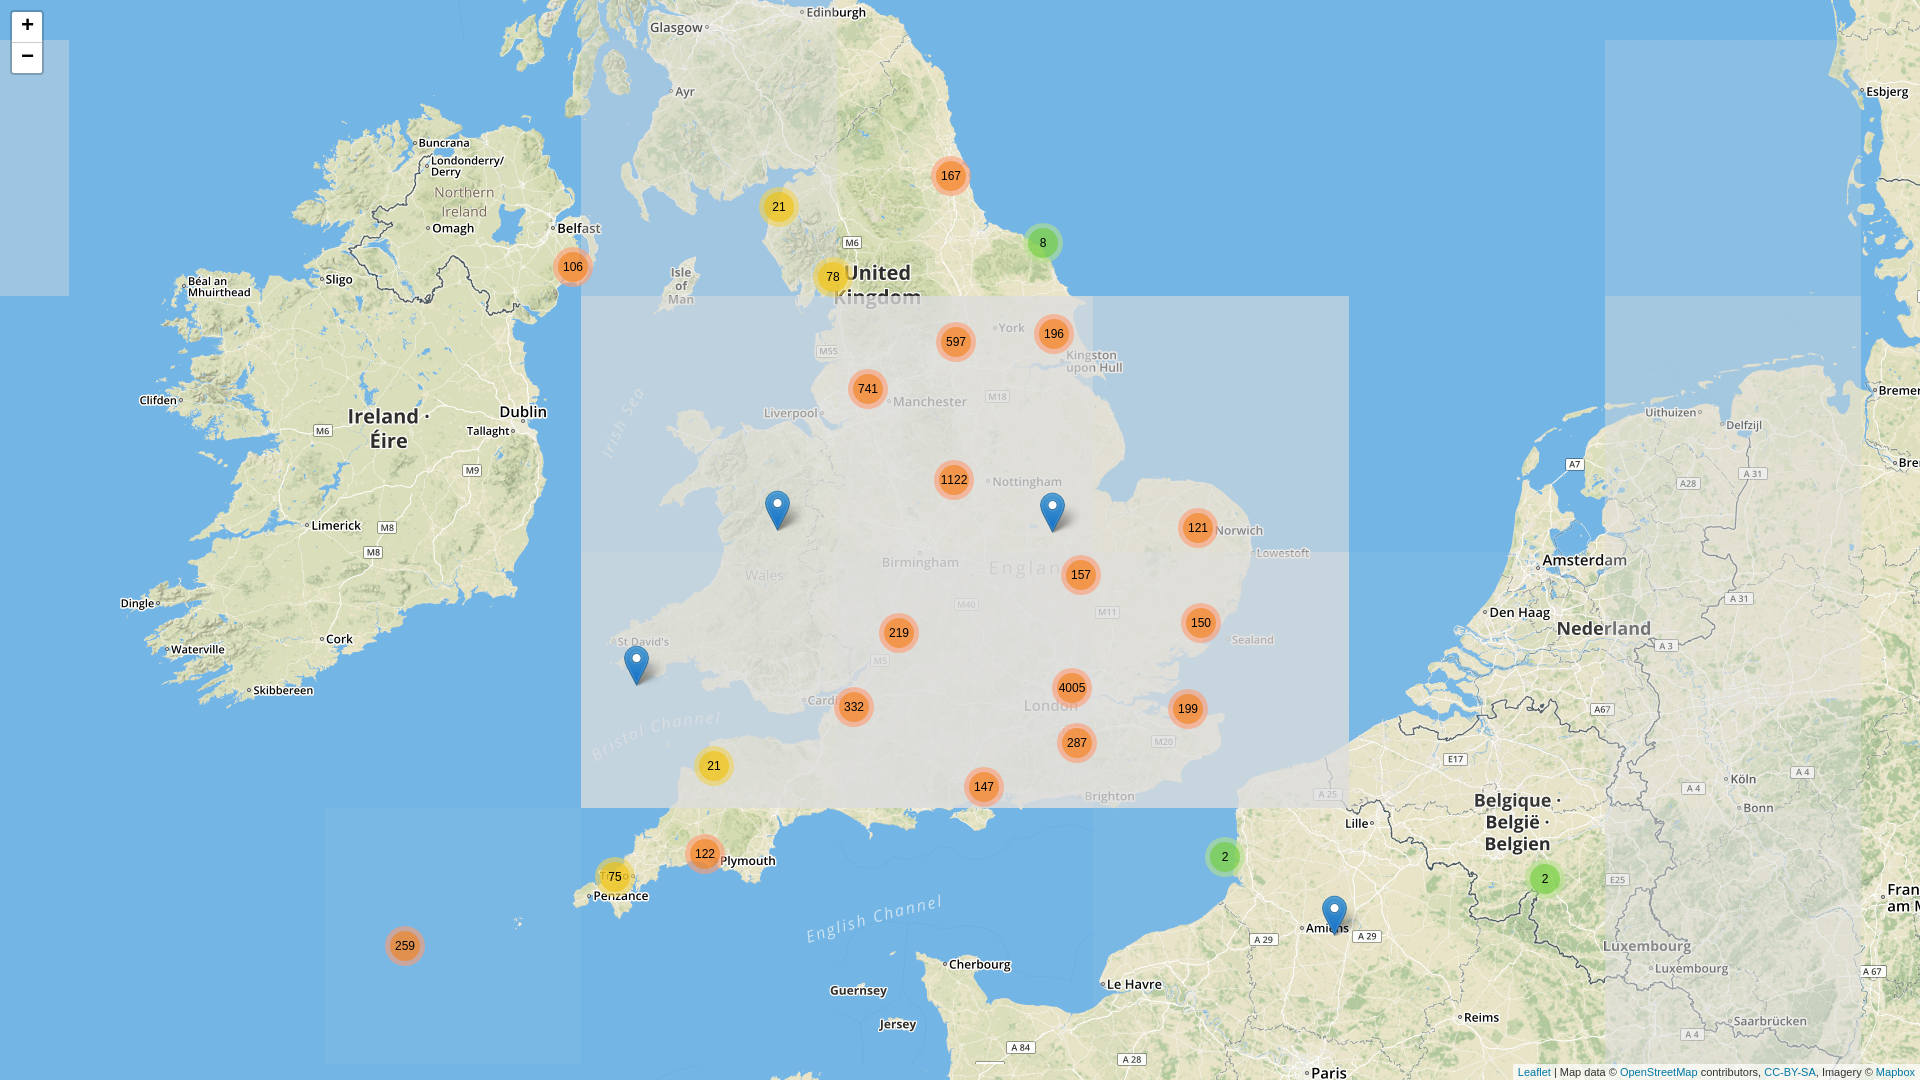 +
−
Edinburgh
Glasgow
Ayr
Esbjerg
Buncrana
Londonderry/
Derry
167
Northern
Ireland
21
Omagh
Belfast
M6
8
106
Isle
of
Man
78
United
Kingdom
Sligo
Béal an
Mhuirthead
York
196
597
M55
Kingston
upon Hull
741
Manchester
M18
Clifden
Bremer
Liverpool
Dublin
Uithuizen
Delfzijl
Ireland ·
Éire
M6
Tallaght
Irish Sea
M9
A7
A 31
A28
Bre
1122
Nottingham
Limerick
M8
121
Norwich
M8
Lowestoft
Birmingham
Amsterdam
England
157
Wales
Dingle
M40
M11
A 31
Den Haag
150
219
Nederland
Cork
St David's
Sealand
A 3
Waterville
M5
Skibbereen
4005
332
London
199
A67
Bristol Channel
287
M20
E17
21
A 4
Köln
147
Brighton
A 25
A 4
Belgique ·
België ·
Belgien
Bonn
Lille
122
Plymouth
2
75
2
E25
Penzance
Fran
am M
English Channel
Amiens
A 29
A 29
259
Luxembourg
Cherbourg
Luxembourg
A 67
Le Havre
Guernsey
Reims
Jersey
Saarbrücken
A 4
A 84
A 28
Paris
Leaflet | Map data © OpenStreetMap contributors, CC-BY-SA, Imagery © Mapbox